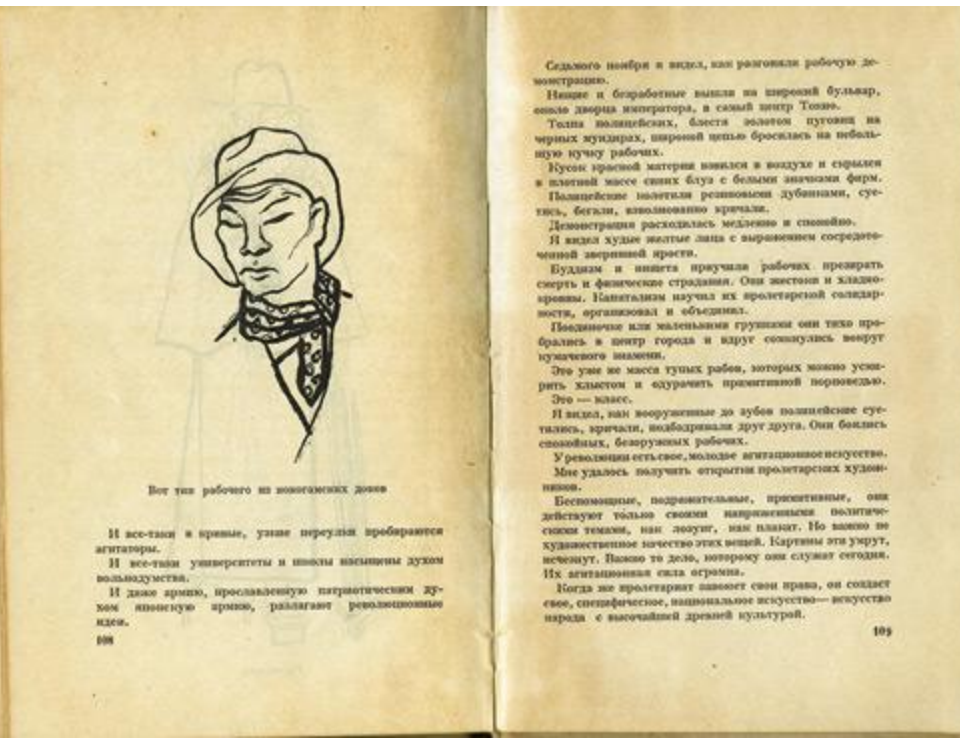 Вот тип рабочего из иокогамских доков
И все-таки в кривые, узкие переулки пробираются
агитаторы.
И все-таки университеты и школы насыщены духом
вольнодумства.
И даже армию, прославленную патриотическим ду-
хом японскую армию, разлагают революционные
идеи.
108
Седьмого ноября я видел, как разгоняли рабочую де-
монстрацию.
Нищие и безработные вышли на широкий бульвар,
около дворца императора, в самый центр Токио.
Толпа полицейских, блестя золотом пуговиц на
черных мундирах, широкой цепью бросилась на неболь-
шую кучку рабочих.
Кусок красной материи взвился в воздухе и скрылся
в плотной массе синих блуз с белыми значками фирм.
Полицейские колотили резиновыми дубинками, суе-
тясь, бегали, взволнованно кричали.
Демонстрация расходилась медленно и спокойно.
Я видел худые желтые лица с выражением сосредото-
ченной звериной ярости.
Буддизм и нищета приучили рабочих презирать
смерть и физические страдания. Они жестоки и хладно-
кровны. Капитализм научил их пролетарской солидар-
ности, организовал и объединил.
Поодиночке или маленькими группами они тихо про-
брались в центр города и вдруг сомкнулись вокруг
кумачевого знамени.
Это уже не масса тупых рабов, которых можно усми-
рить хлыстом и одурачить примитивной проповедью.
Это — класс.
Я видел, как вооруженные до зубов полицейские суе-
тились, кричали, подбадривали друг друга. Они боялись
спокойных, безоружных рабочих.
У революции есть свое, молодое агитационное искусство.
Мне удалось получить открытки пролетарских худож-
ников.
Беспомощные, подражательные, примитивные, они
действуют только своими напряженными политиче-
скими темами, как лозунг, как плакат. Но важно не
художественное качество этих вещей. Картины эти умрут,
исчезнут. Важно то дело, которому они служат сегодня.
Их агитационная сила огромна.
Когда же пролетариат завоюет свои права, он создаст
свое, специфическое, национальное искусство — искусство
народа с высочайшей древней культурой.
109